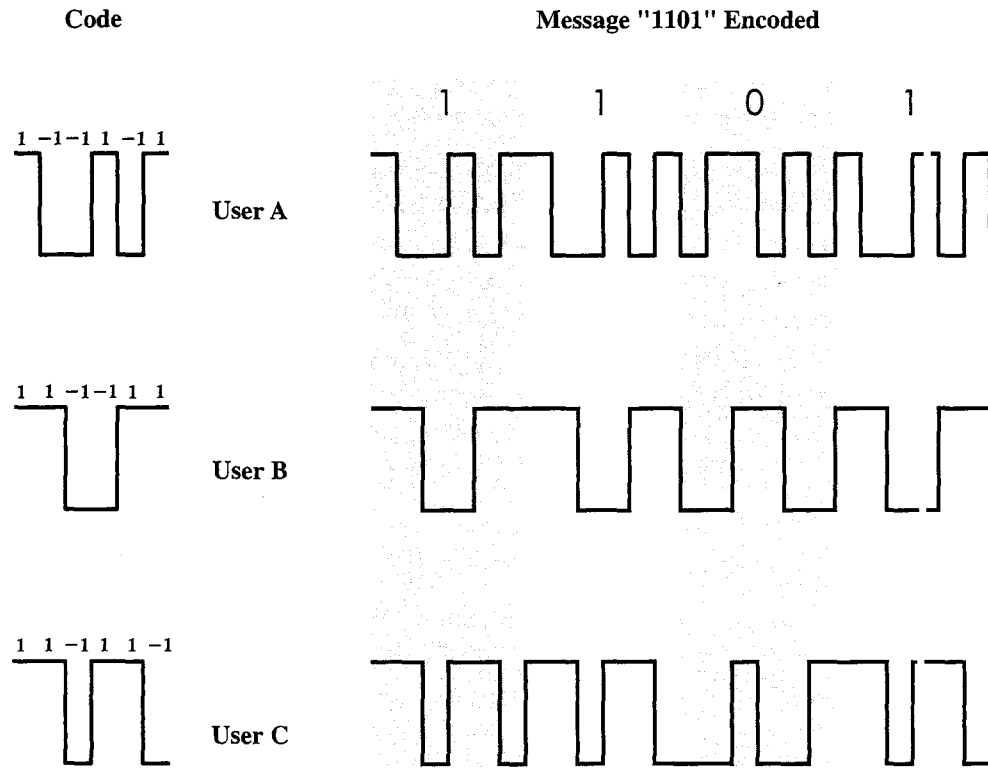 Code
Message "1101" Encoded
1 1 0 1
1 −1 −1 1 −1 1
User A
1 1 −1 −1 1 1
User B
1 1 −1 1 1 −1
User C